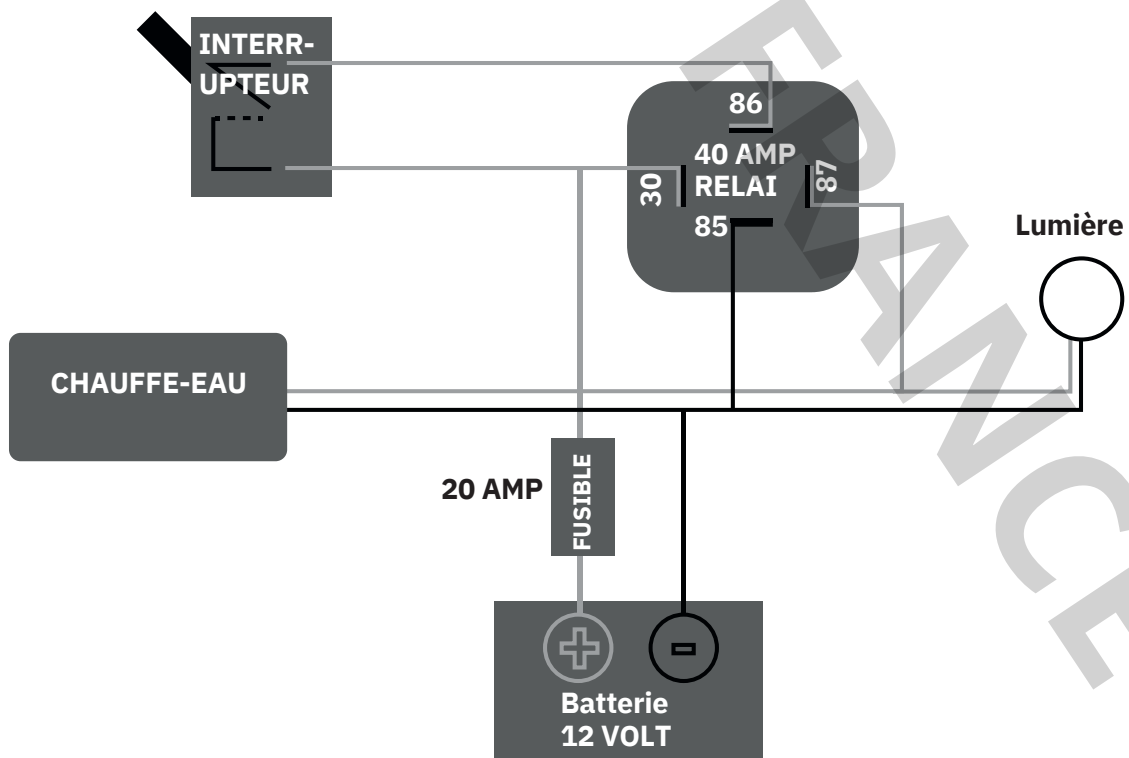 INTERR-
UPTEUR
86
40 AMP
RELAI
30
87
85
Lumière
CHAUFFE-EAU
20 AMP
FUSIBLE
Batterie
12 VOLT
FRANCE